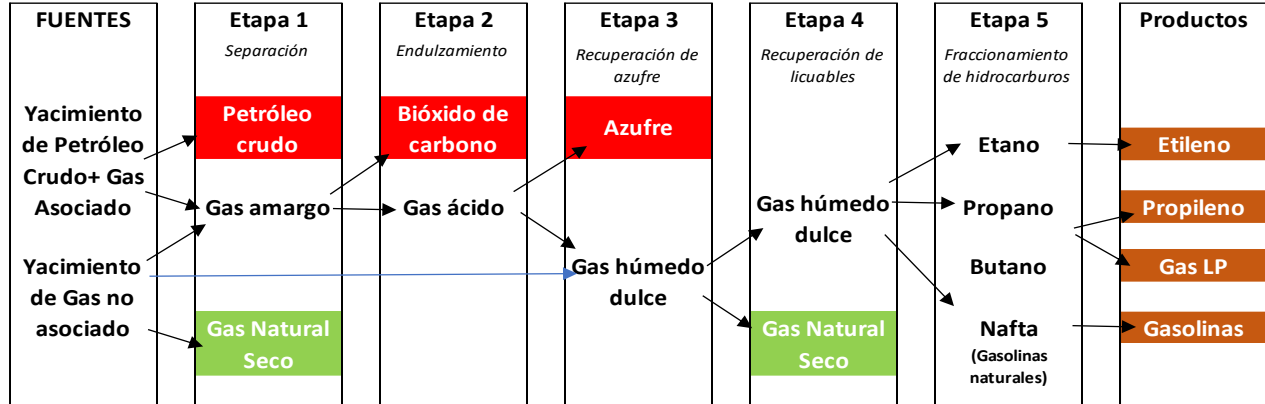 FUENTES
Yacimiento
de Petróleo
Crudo+ Gas
Asociado
Yacimiento
de Gas no
asociado
Etapa 1
Separación
Petróleo
crudo
Gas amargo
Gas Natural
Seco
Etapa 2
Endulzamiento
Bióxido de
carbono
Gas ácido
Etapa 3
Recuperación de
azufre
Azufre
Gas húmedo
dulce
Etapa 4
Recuperación de
licuables
Gas húmedo
dulce
Gas Natural
Seco
Etapa 5
Fraccionamiento
de hidrocarburos
Etano
Propano
Butano
Nafta
(Gasolinas
naturales)
Productos
Etileno
Propileno
Gas LP
Gasolinas